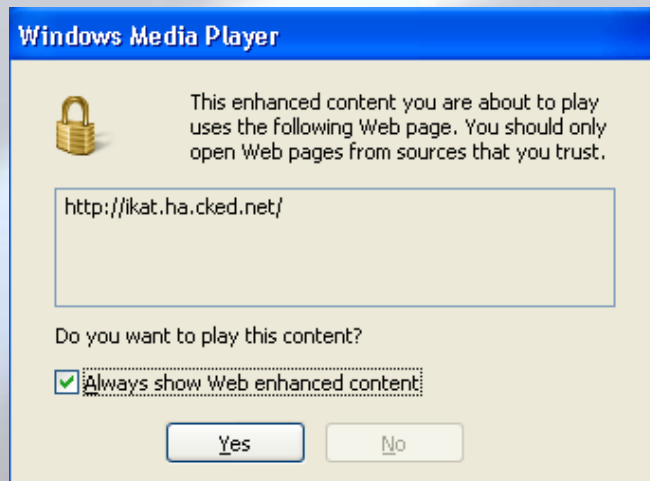 Windows Media Player
This enhanced content you are about to play
uses the following Web page. You should only
open Web pages from sources that you trust.
http://ikat.ha.cked.net/
Do you want to play this content?
Always show Web enhanced content
Yes No